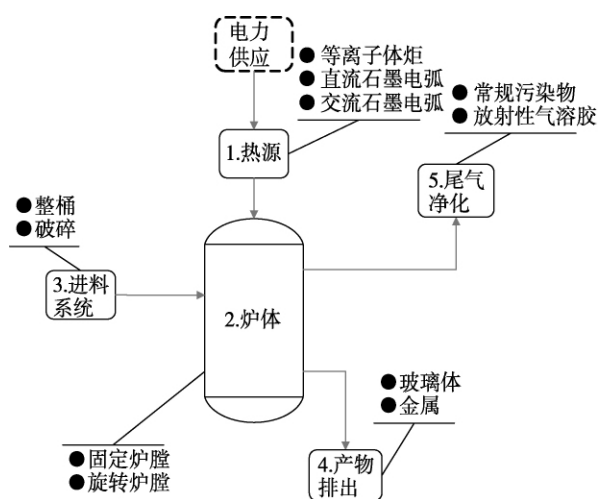 电力
供应
● 等离子体炬
● 直流石墨电弧
● 交流石墨电弧
1.热源
● 常规污染物
● 放射性气溶胶
5.尾气
净化
● 整桶
● 破碎
3.进料
系统
2.炉体
● 玻璃体
● 金属
● 固定炉膛
● 旋转炉膛
4.产物
排出